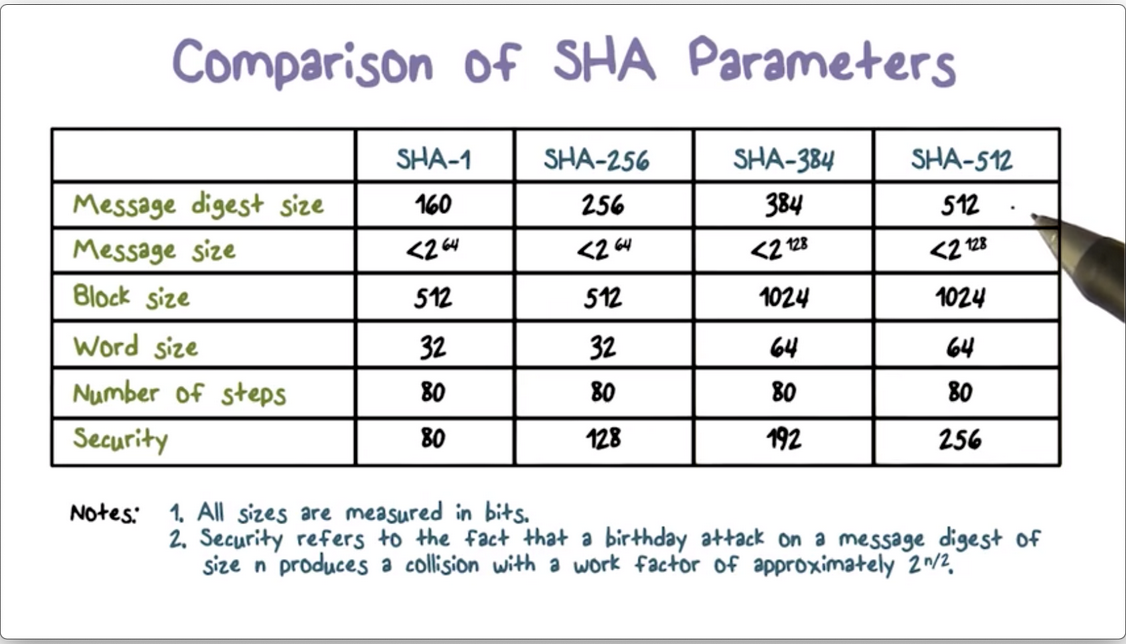 Comparison of SHA Parameters
SHA-1 SHA-256 SHA-384 SHA-512
Message digest size 160 256 384 512
Message size <2^64 <2^64 <2^128 <2^128
Block size 512 512 1024 1024
Word size 32 32 64 64
Number of steps 80 80 80 80
Security 80 128 192 256
Notes: 1. All sizes are measured in bits.
2. Security refers to the fact that a birthday attack on a message digest of
size n produces a collision with a work factor of approximately 2^n/2.